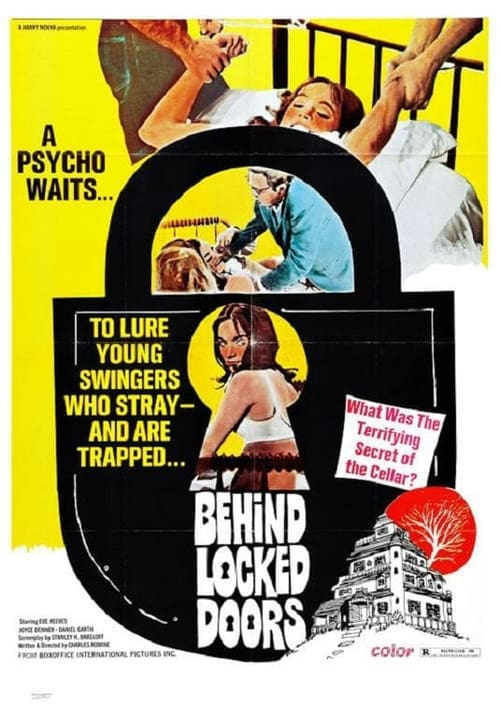 A HARRY NOVAK presentation
A
PSYCHO
WAITS...
TO LURE
YOUNG
SWINGERS
WHO STRAY—
AND ARE
TRAPPED...
What Was The
Terrifying
Secret of
the Cellar?
BEHIND
LOCKED
DOORS
Starring EVE REEVES
JOYCE DENNER - DANIEL GARTH
Screenplay by STANLEY H. BRASLOFF
Written & Directed by CHARLES ROMINE
FROM BOXOFFICE INTERNATIONAL PICTURES INC.
color R RESTRICTED